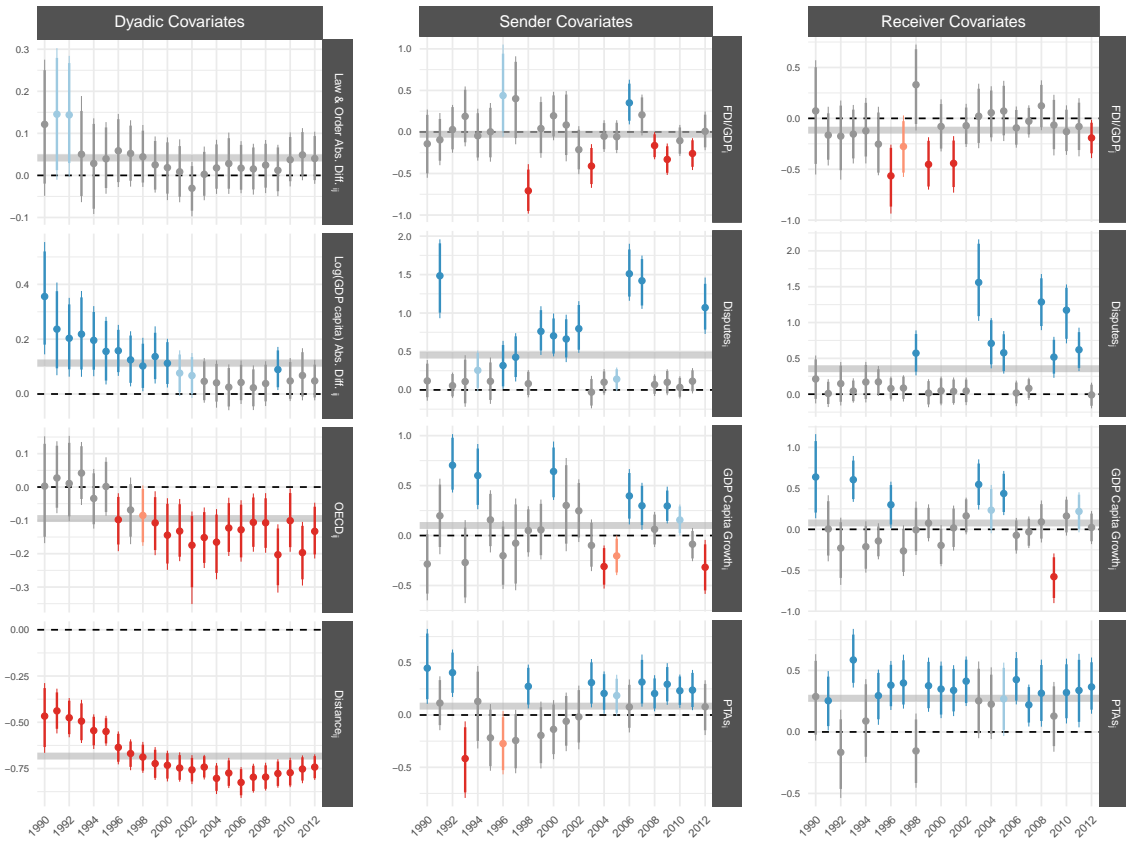 Dyadic Covariates
Sender Covariates
Receiver Covariates
0.3
0.2
0.1
0.0
−0.1
Law & Order Abs. Diff. ij
1.0
0.5
0.0
−0.5
−1.0
FDI/GDPi
0.5
0.0
−0.5
−1.0
FDI/GDPj
0.4
0.2
0.0
Log(GDP capita) Abs. Diff. ij
2.0
1.5
1.0
0.5
0.0
Disputesi
2.0
1.5
1.0
0.5
0.0
Disputesj
0.1
0.0
−0.1
−0.2
−0.3
OECDij
1.0
0.5
0.0
−0.5
GDP Capita Growthi
1.0
0.5
0.0
−0.5
−1.0
GDP Capita Growthj
0.00
−0.25
−0.50
−0.75
Distanceij
0.5
0.0
−0.5
PTAsi
0.5
0.0
−0.5
PTAsj
1990 1992 1994 1996 1998 2000 2002 2004 2006 2008 2010 2012
1990 1992 1994 1996 1998 2000 2002 2004 2006 2008 2010 2012
1990 1992 1994 1996 1998 2000 2002 2004 2006 2008 2010 2012